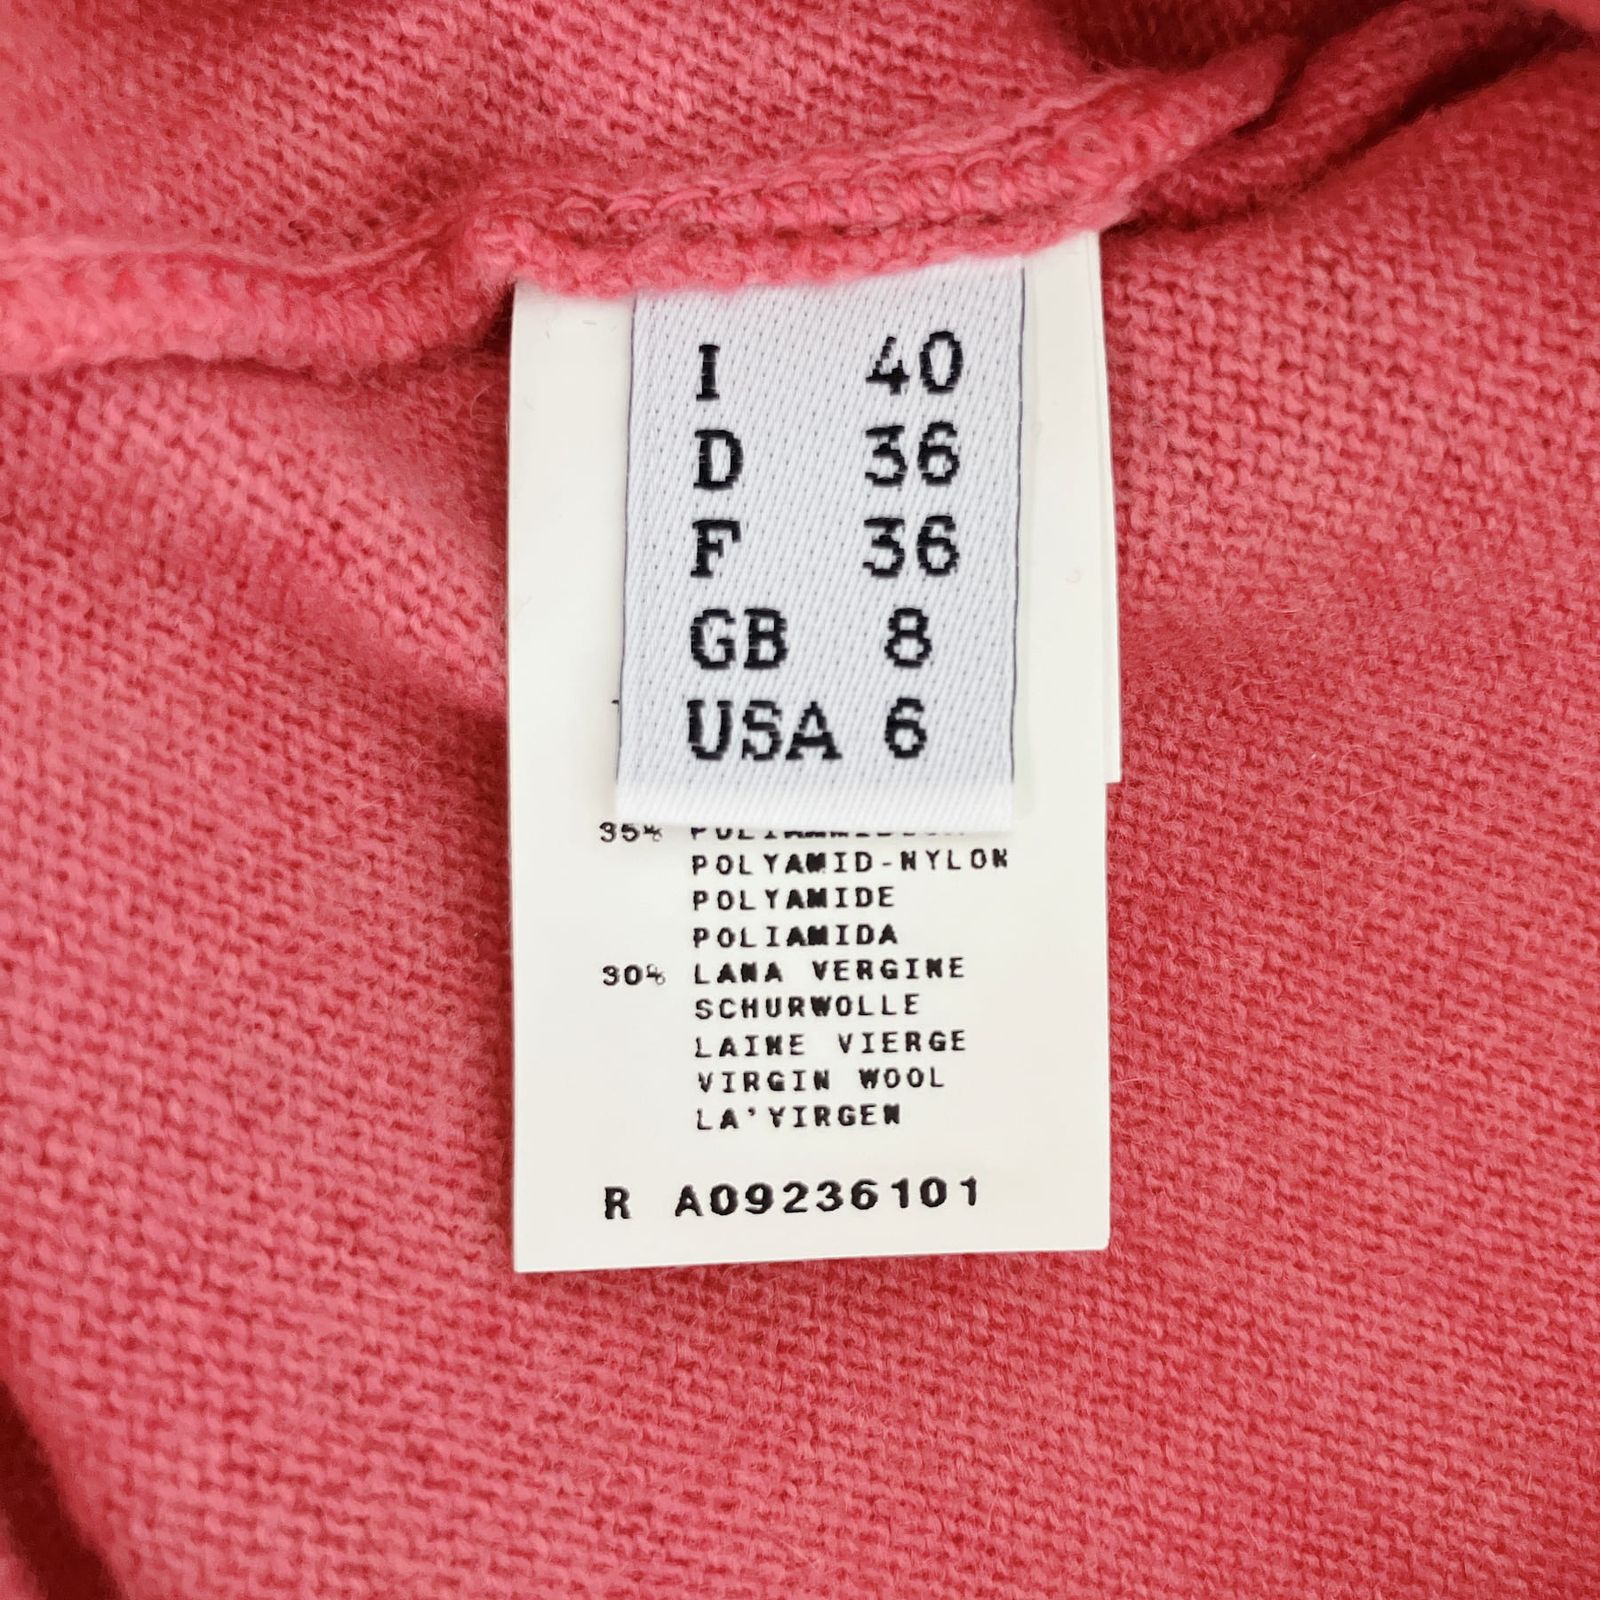 I 40
D 36
F 36
GB 8
USA 6
35%
POLYAMID-NYLON
POLYAMIDE
POLIAMIDA
30% LANA VERGINE
SCHURWOLLE
LAINE VIERGE
VIRGIN WOOL
LA'VIRGEN
R A09236101